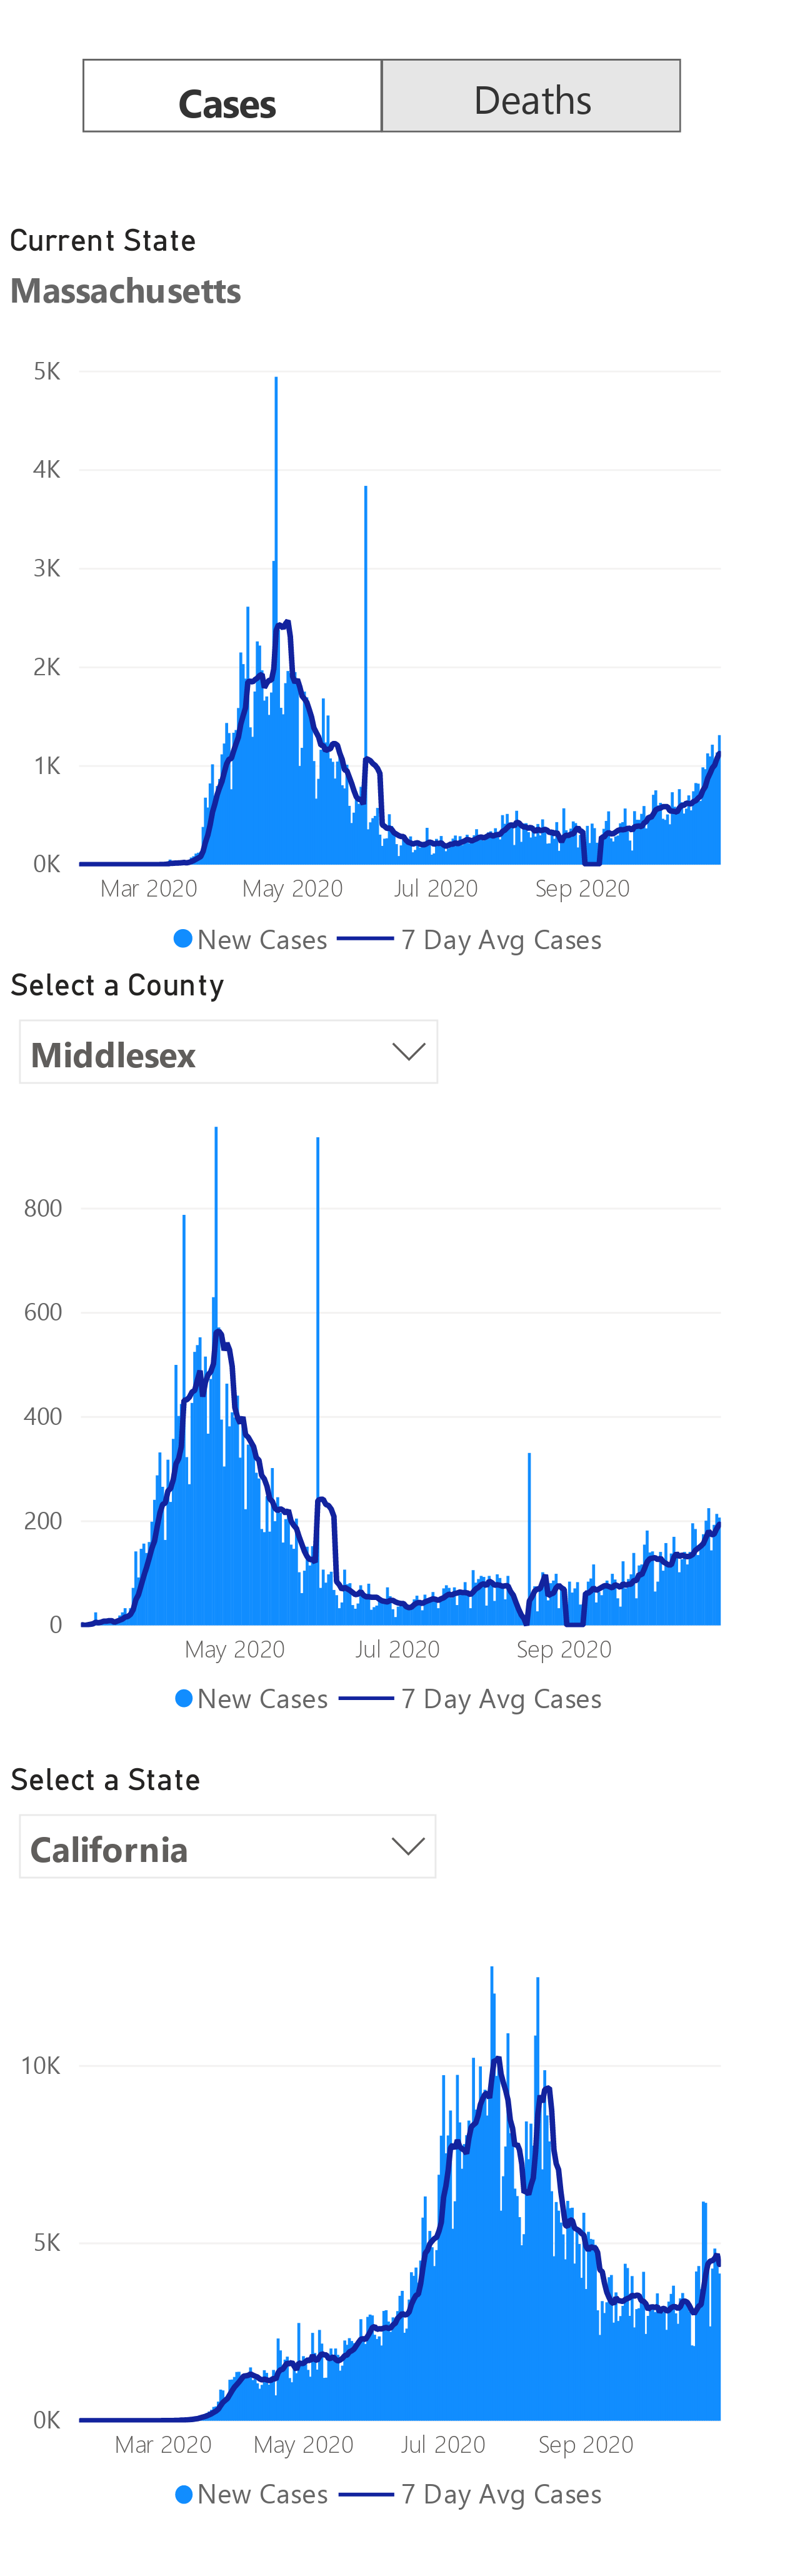 Cases Deaths
Current State
Massachusetts
5K
4K
3K
2K
1K
0K
Mar 2020 May 2020 Jul 2020 Sep 2020
New Cases 7 Day Avg Cases
Select a County
Middlesex
800
600
400
200
0
May 2020 Jul 2020 Sep 2020
New Cases 7 Day Avg Cases
Select a State
California
10K
5K
0K
Mar 2020 May 2020 Jul 2020 Sep 2020
New Cases 7 Day Avg Cases